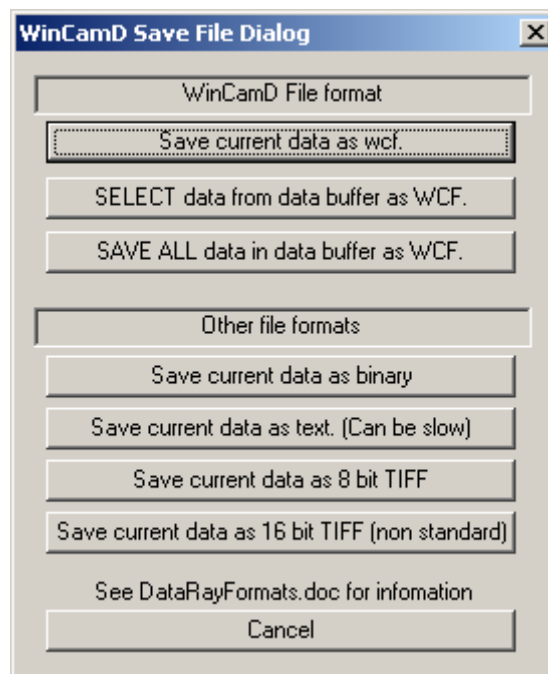 WinCamD Save File Dialog
WinCamD File format
Save current data as wcf.
SELECT data from data buffer as WCF.
SAVE ALL data in data buffer as WCF.
Other file formats
Save current data as binary
Save current data as text. (Can be slow)
Save current data as 8 bit TIFF
Save current data as 16 bit TIFF (non standard)
See DataRayFormats.doc for infomation
Cancel